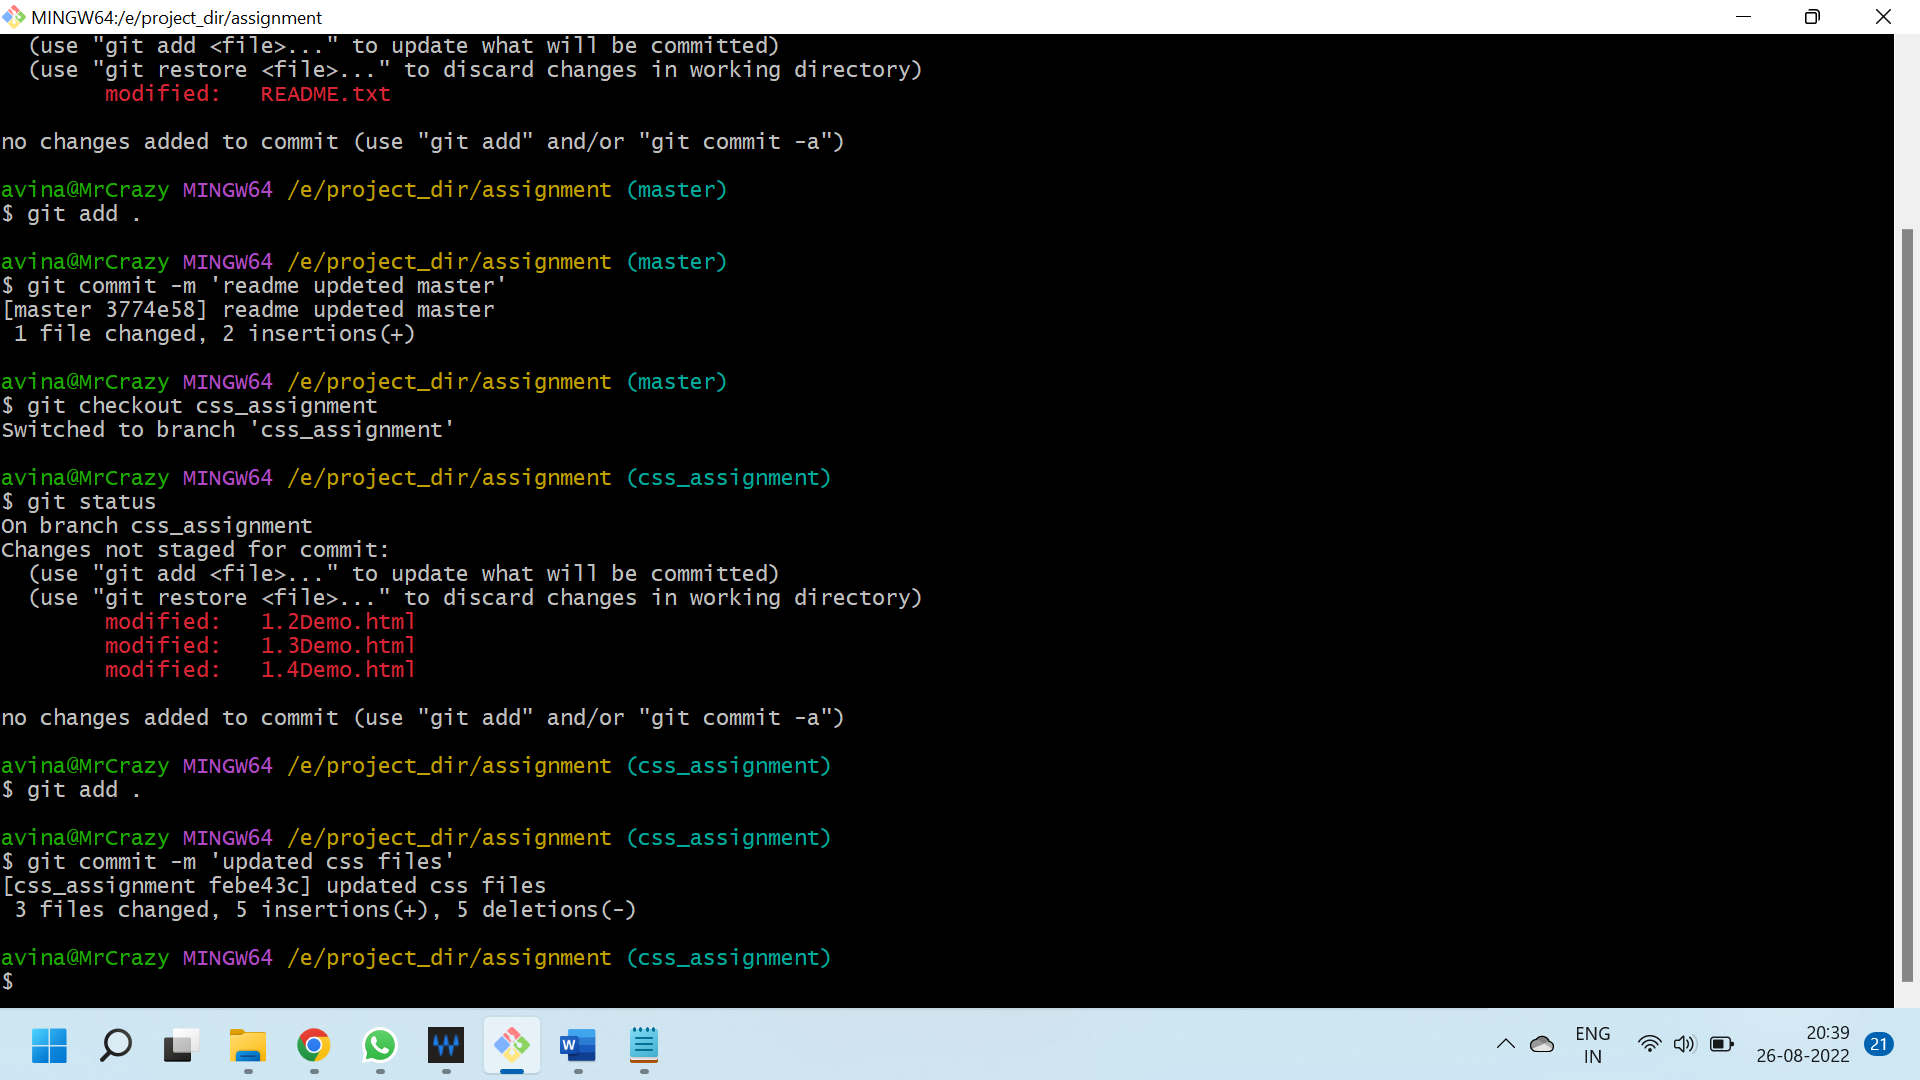 MINGW64:/e/project_dir/assignment
(use "git add <file>..." to update what will be committed)
(use "git restore <file>..." to discard changes in working directory)
modified:   README.txt
no changes added to commit (use "git add" and/or "git commit -a")
avina@MrCrazy MINGW64 /e/project_dir/assignment (master)
$ git add .
avina@MrCrazy MINGW64 /e/project_dir/assignment (master)
$ git commit -m 'readme updeted master'
[master 3774e58] readme updeted master
1 file changed, 2 insertions(+)
avina@MrCrazy MINGW64 /e/project_dir/assignment (master)
$ git checkout css_assignment
Switched to branch 'css_assignment'
avina@MrCrazy MINGW64 /e/project_dir/assignment (css_assignment)
$ git status
On branch css_assignment
Changes not staged for commit:
(use "git add <file>..." to update what will be committed)
(use "git restore <file>..." to discard changes in working directory)
modified:   1.2Demo.html
modified:   1.3Demo.html
modified:   1.4Demo.html
no changes added to commit (use "git add" and/or "git commit -a")
avina@MrCrazy MINGW64 /e/project_dir/assignment (css_assignment)
$ git add .
avina@MrCrazy MINGW64 /e/project_dir/assignment (css_assignment)
$ git commit -m 'updated css files'
[css_assignment febe43c] updated css files
3 files changed, 5 insertions(+), 5 deletions(-)
avina@MrCrazy MINGW64 /e/project_dir/assignment (css_assignment)
$
W
ENG
IN
20:39
26-08-2022
21